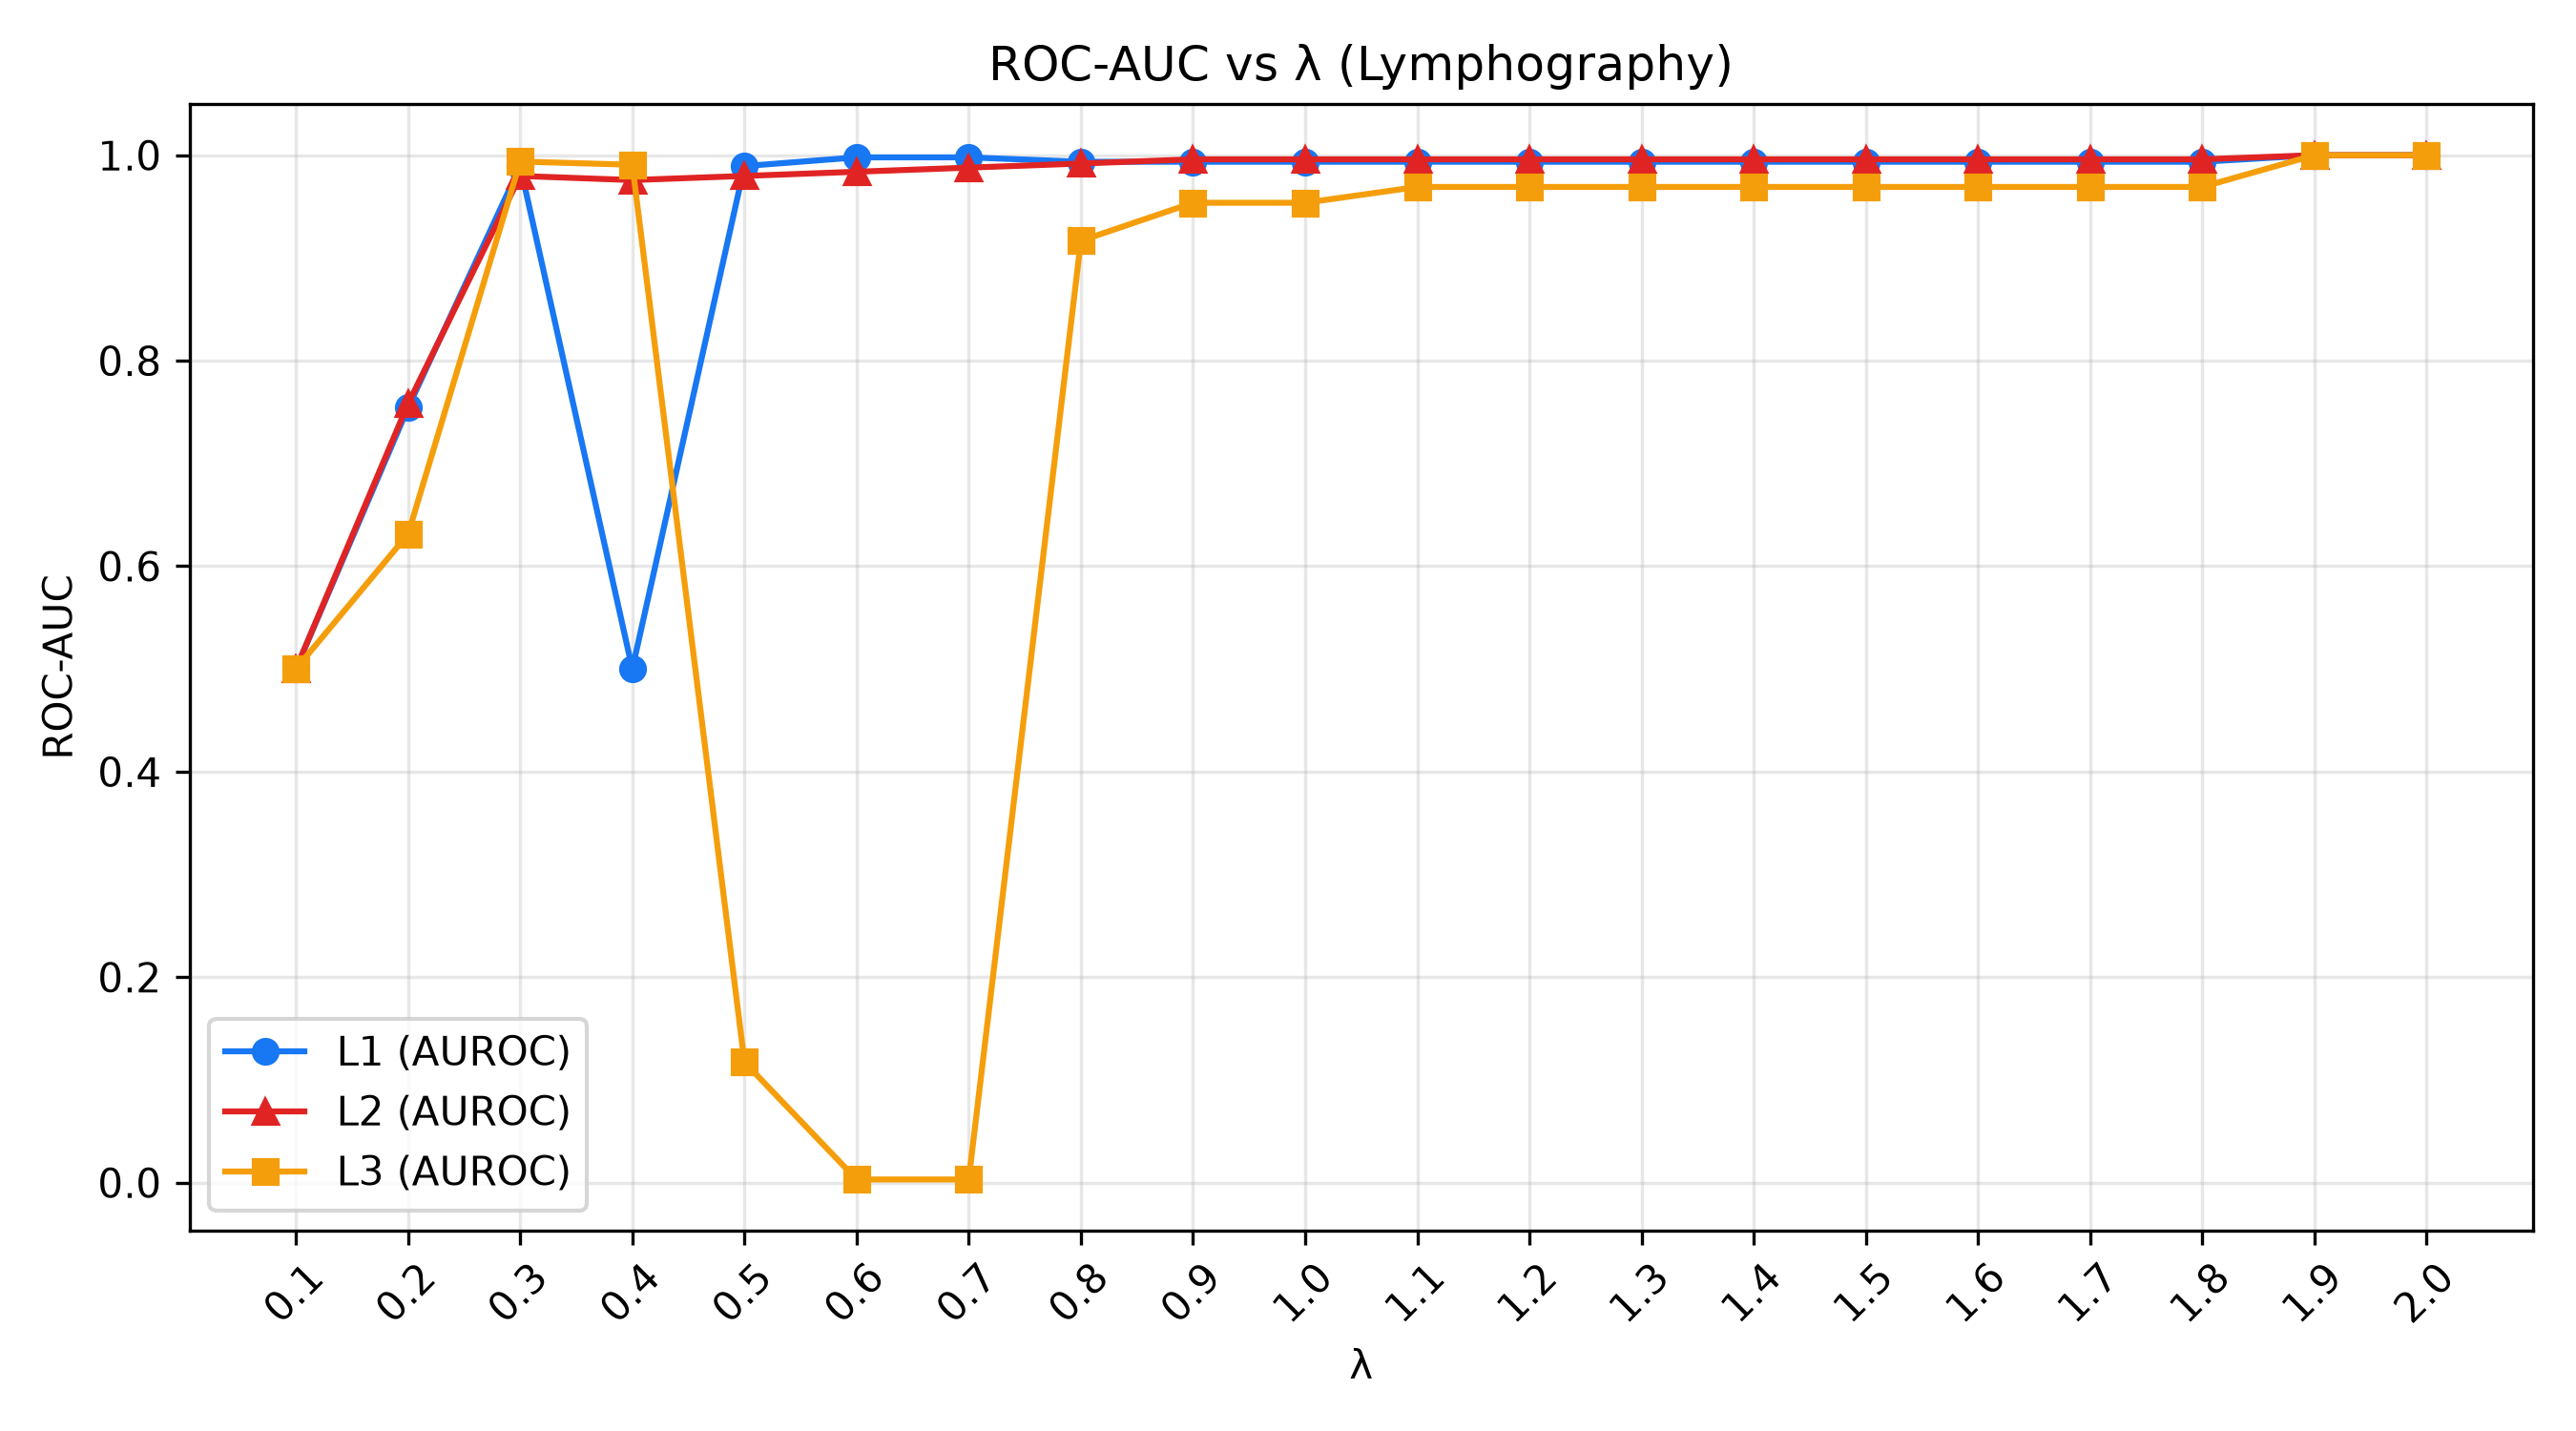 ROC-AUC vs λ (Lymphography)
ROC-AUC
1.0
0.8
0.6
0.4
0.2
0.0
L1 (AUROC)
L2 (AUROC)
L3 (AUROC)
0.1 0.2 0.3 0.4 0.5 0.6 0.7 0.8 0.9 1.0 1.1 1.2 1.3 1.4 1.5 1.6 1.7 1.8 1.9 2.0
λ